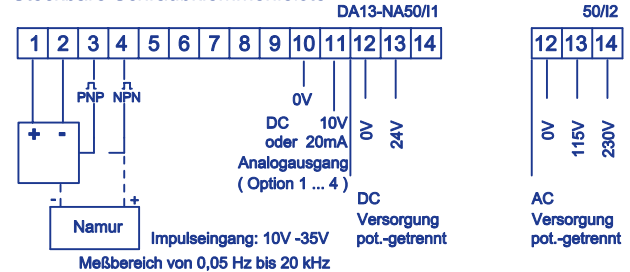 DA13-NA50/I1
50/I2
1 2 3 4 5 6 7 8 9 10 11 12 13 14
12 13 14
PNP NPN
+ -
0V
DC 10V
oder 20mA
Analogausgang
( Option 1 ... 4 )
0V
24V
0V
115V
230V
DC
Versorgung
pot.-getrennt
AC
Versorgung
pot.-getrennt
- +
Namur
Impulseingang: 10V -35V
Meßbereich von 0,05 Hz bis 20 kHz